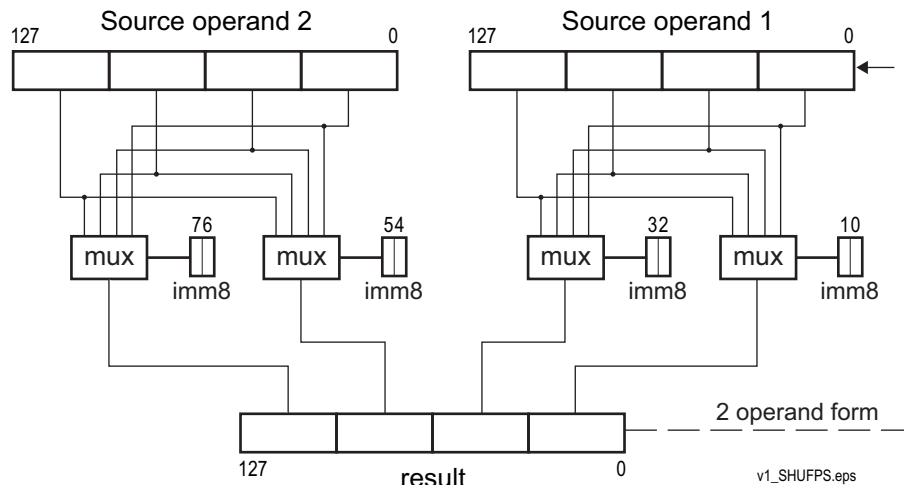 Source operand 2
Source operand 1
127 0
127 0
76 54
32 10
mux mux
mux mux
imm8 imm8
imm8 imm8
2 operand form
127 result 0
v1_SHUFPS.eps